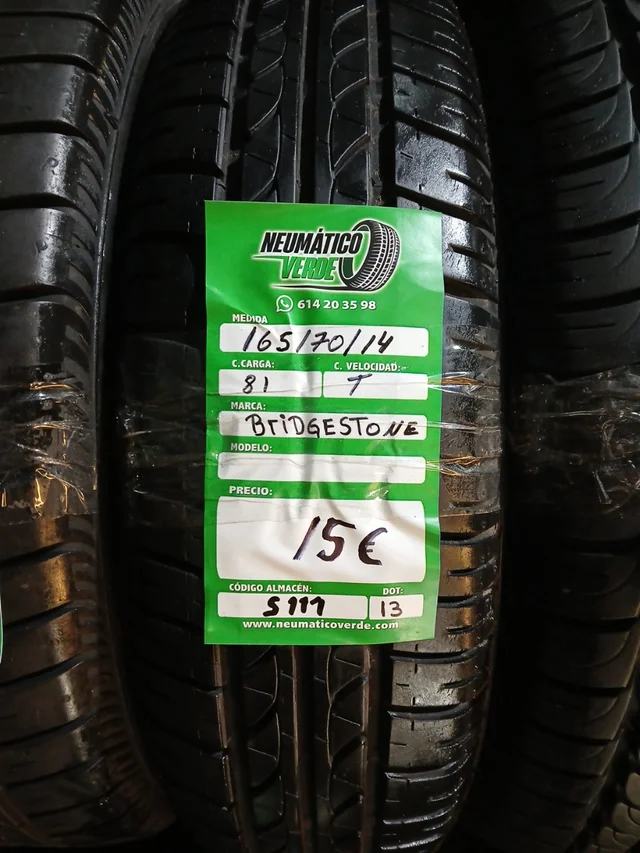 NEUMÁTICO
VERDE
614 20 35 98
MEDIDA
165/70/14
C.CARGA: C. VELOCIDAD:
81 T
MARCA:
BRiDGESTONE
MODELO:
PRECIO:
15€
CÓDIGO ALMACÉN: DOT:
S111 13
www.neumaticoverde.com